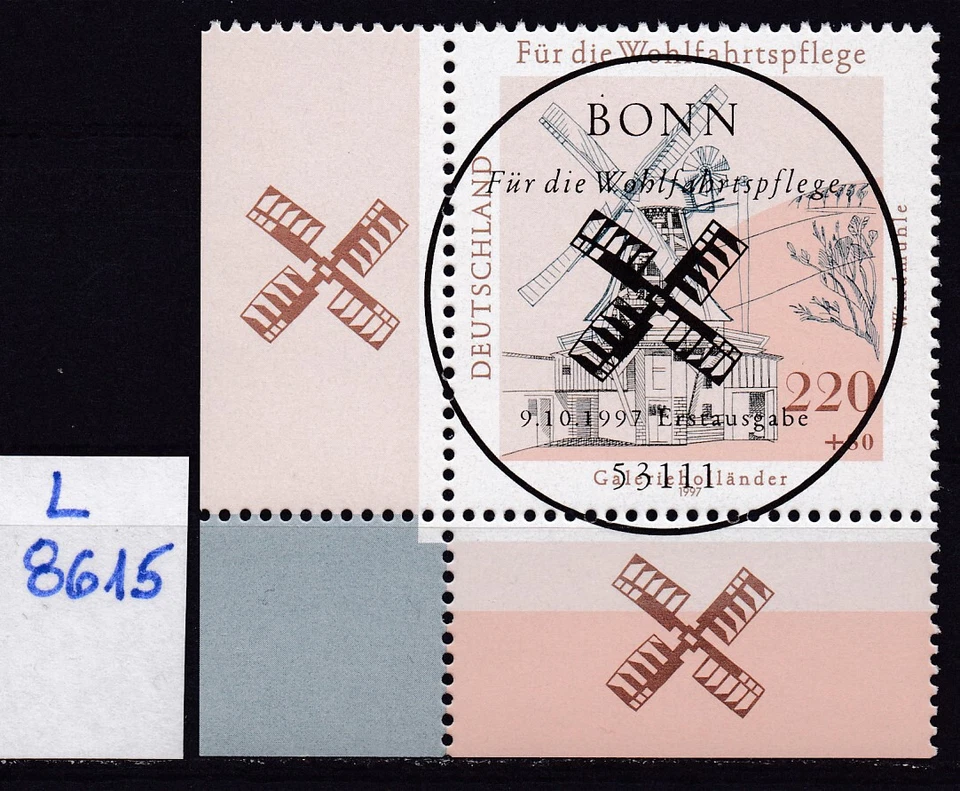 Für die Wohlfahrtspflege
BONN
Für die Wohlfahrtspflege
DEUTSCHLAND
220
+80
9.10.1997 Erstausgabe
53111
Galerieholländer
1997
L
8615